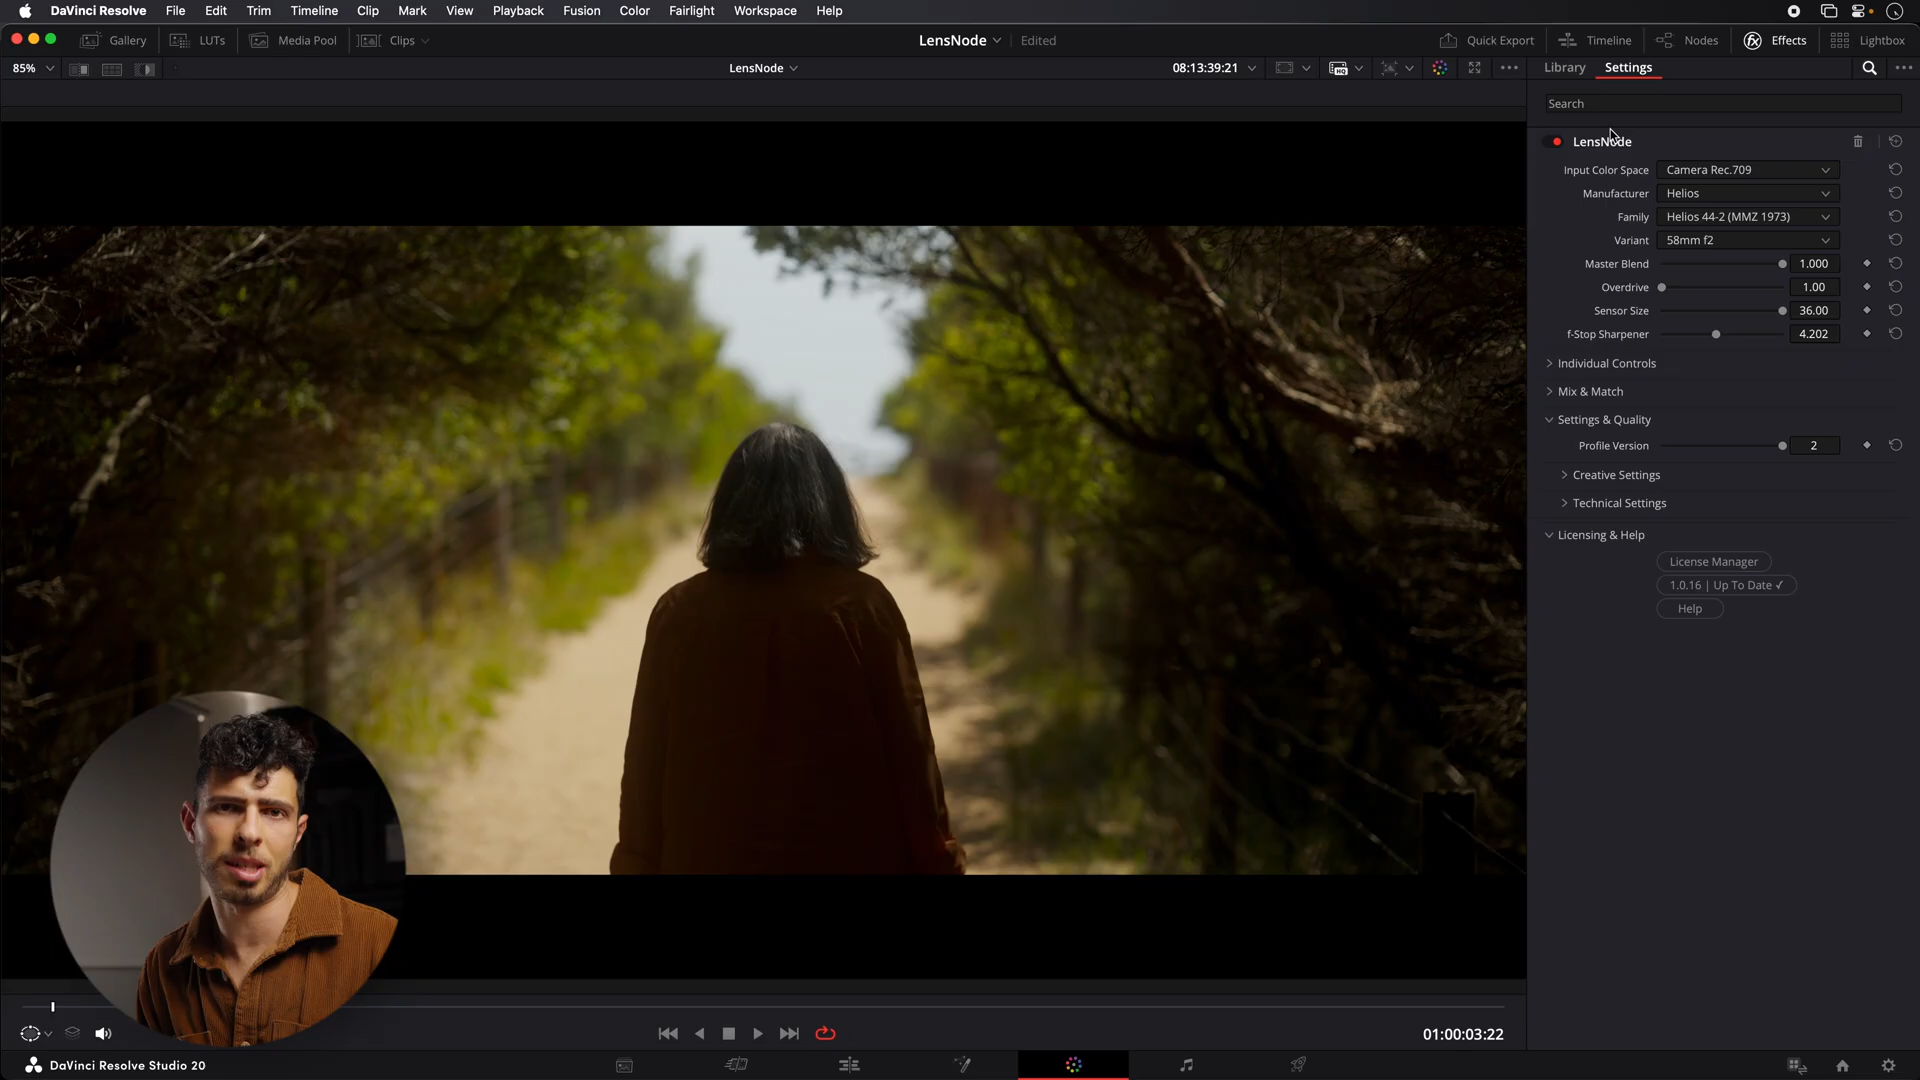 DaVinci Resolve File Edit Trim Timeline Clip Mark View Playback Fusion Color Fairlight Workspace Help
Gallery LUTs Media Pool Clips LensNode Edited Quick Export Timeline Nodes Effects Lightbox
85% LensNode 08:13:39:21 Library Settings
Search
LensNode
Input Color Space Camera Rec.709
Manufacturer Helios
Family Helios 44-2 (MMZ 1973)
Variant 58mm f2
Master Blend 1.000
Overdrive 1.00
Sensor Size 36.00
f-Stop Sharpener 4.202
Individual Controls
Mix & Match
Settings & Quality
Profile Version 2
Creative Settings
Technical Settings
Licensing & Help
License Manager
1.0.16 | Up To Date ✓
Help
01:00:03:22
DaVinci Resolve Studio 20